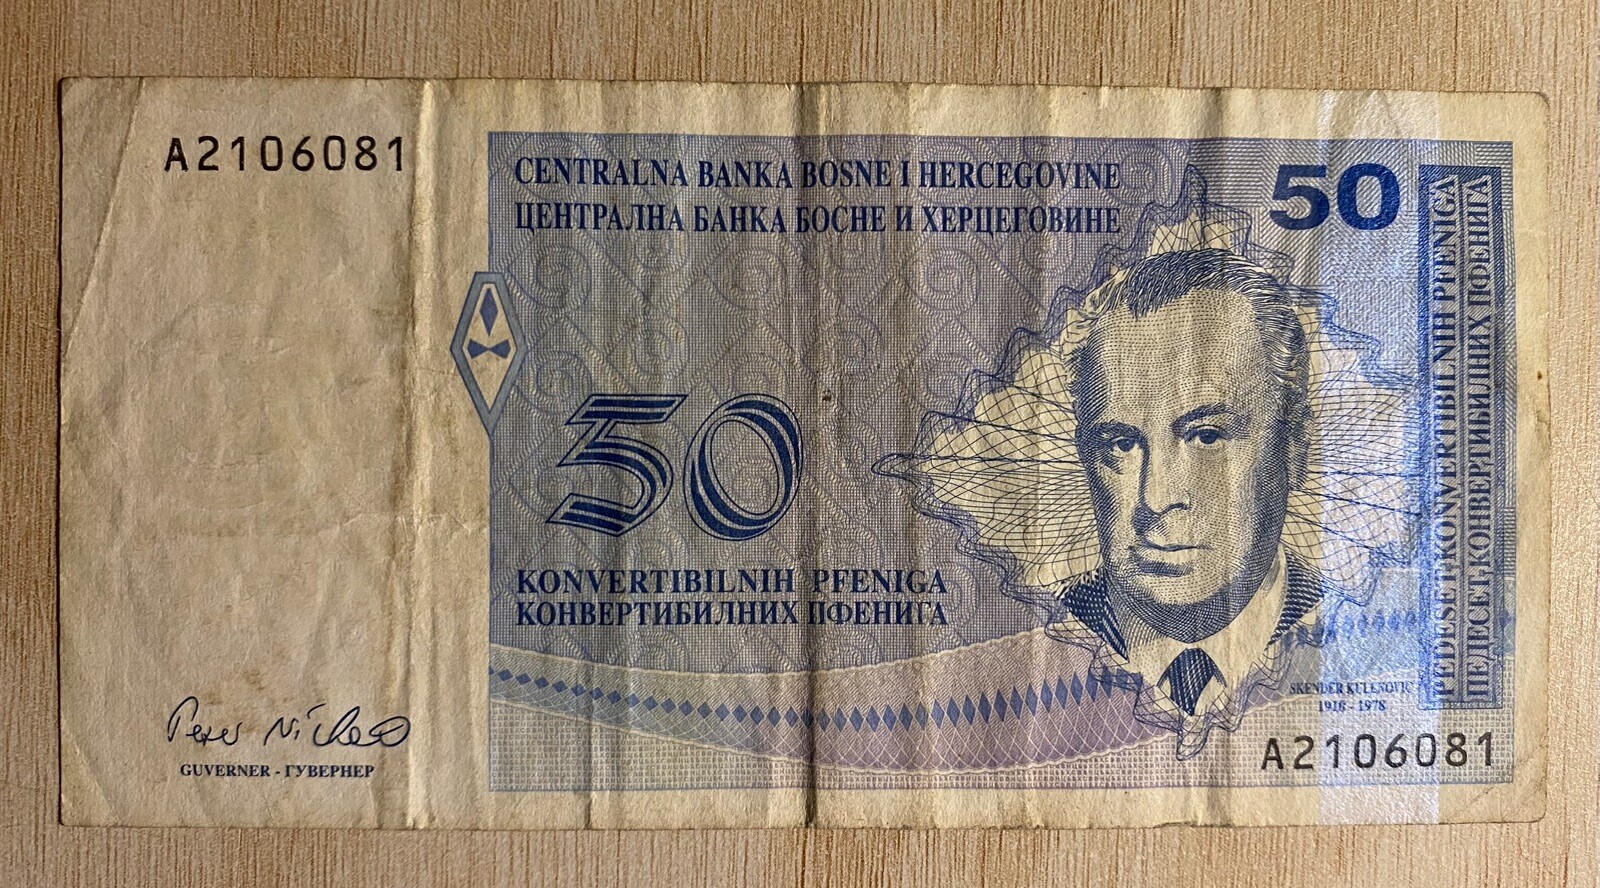 A2106081
CENTRALNA BANKA BOSNE I HERCEGOVINE
ЦЕНТРАЛНА БАНКА БОСНЕ И ХЕРЦЕГОВИНЕ
50
PEDESET KONVERTIBILNIH PFENIGA
ПЕДЕСЕТ КОНВЕРТИБИЛНИХ ПФЕНИГА
50
KONVERTIBILNIH PFENIGA
КОНВЕРТИБИЛНИХ ПФЕНИГА
SKENDER KULENOVIĆ
1910 - 1978
A2106081
GUVERNER - ГУВЕРНЕР